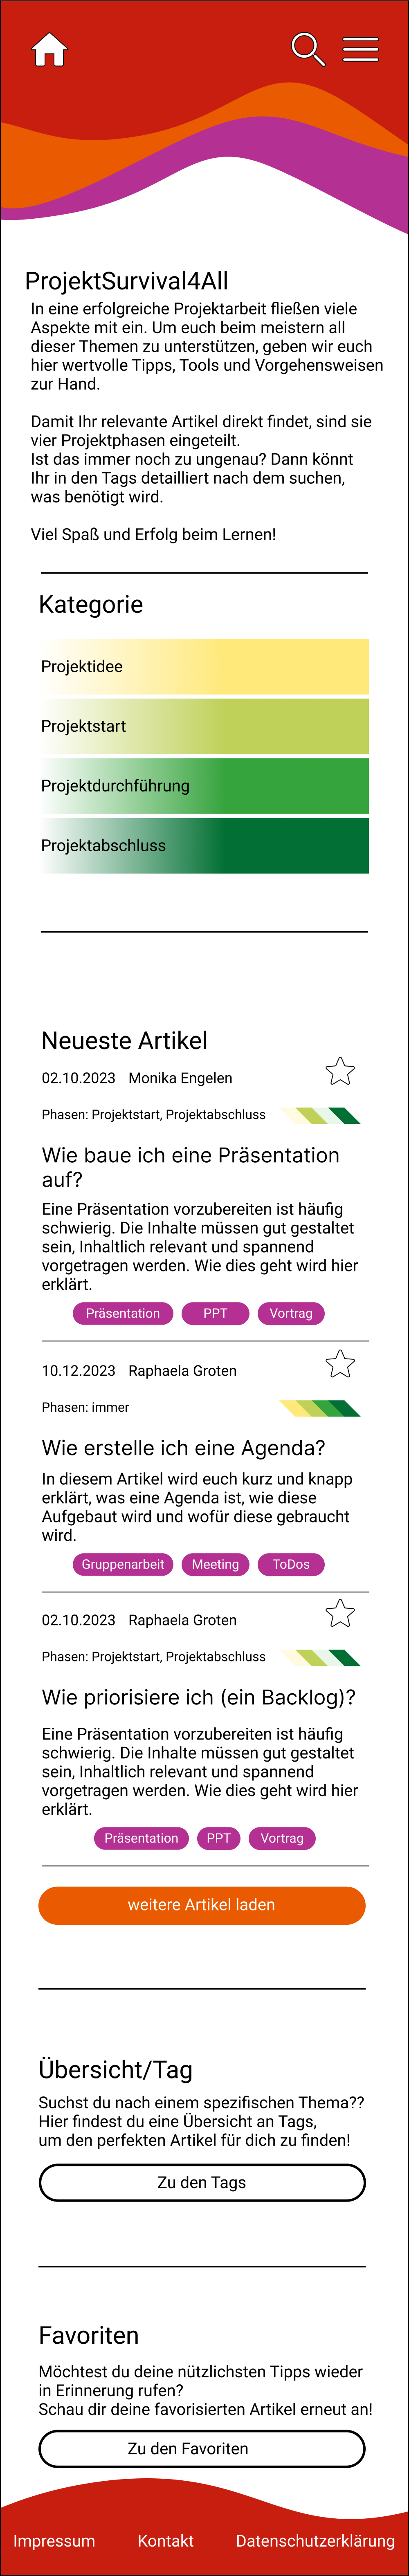 ProjektSurvival4All
In eine erfolgreiche Projektarbeit fließen viele
Aspekte mit ein. Um euch beim meistern all
dieser Themen zu unterstützen, geben wir euch
hier wertvolle Tipps, Tools und Vorgehensweisen
zur Hand.
Damit Ihr relevante Artikel direkt findet, sind sie
vier Projektphasen eingeteilt.
Ist das immer noch zu ungenau? Dann könnt
Ihr in den Tags detailliert nach dem suchen,
was benötigt wird.
Viel Spaß und Erfolg beim Lernen!
Kategorie
Projektidee
Projektstart
Projektdurchführung
Projektabschluss
Neueste Artikel
02.10.2023 Monika Engelen
Phasen: Projektstart, Projektabschluss
Wie baue ich eine Präsentation
auf?
Eine Präsentation vorzubereiten ist häufig
schwierig. Die Inhalte müssen gut gestaltet
sein, Inhaltlich relevant und spannend
vorgetragen werden. Wie dies geht wird hier
erklärt.
Präsentation PPT Vortrag
10.12.2023 Raphaela Groten
Phasen: immer
Wie erstelle ich eine Agenda?
In diesem Artikel wird euch kurz und knapp
erklärt, was eine Agenda ist, wie diese
Aufgebaut wird und wofür diese gebraucht
wird.
Gruppenarbeit Meeting ToDos
02.10.2023 Raphaela Groten
Phasen: Projektstart, Projektabschluss
Wie priorisiere ich (ein Backlog)?
Eine Präsentation vorzubereiten ist häufig
schwierig. Die Inhalte müssen gut gestaltet
sein, Inhaltlich relevant und spannend
vorgetragen werden. Wie dies geht wird hier
erklärt.
Präsentation PPT Vortrag
weitere Artikel laden
Übersicht/Tag
Suchst du nach einem spezifischen Thema??
Hier findest du eine Übersicht an Tags,
um den perfekten Artikel für dich zu finden!
Zu den Tags
Favoriten
Möchtest du deine nützlichsten Tipps wieder
in Erinnerung rufen?
Schau dir deine favorisierten Artikel erneut an!
Zu den Favoriten
Impressum Kontakt Datenschutzerklärung